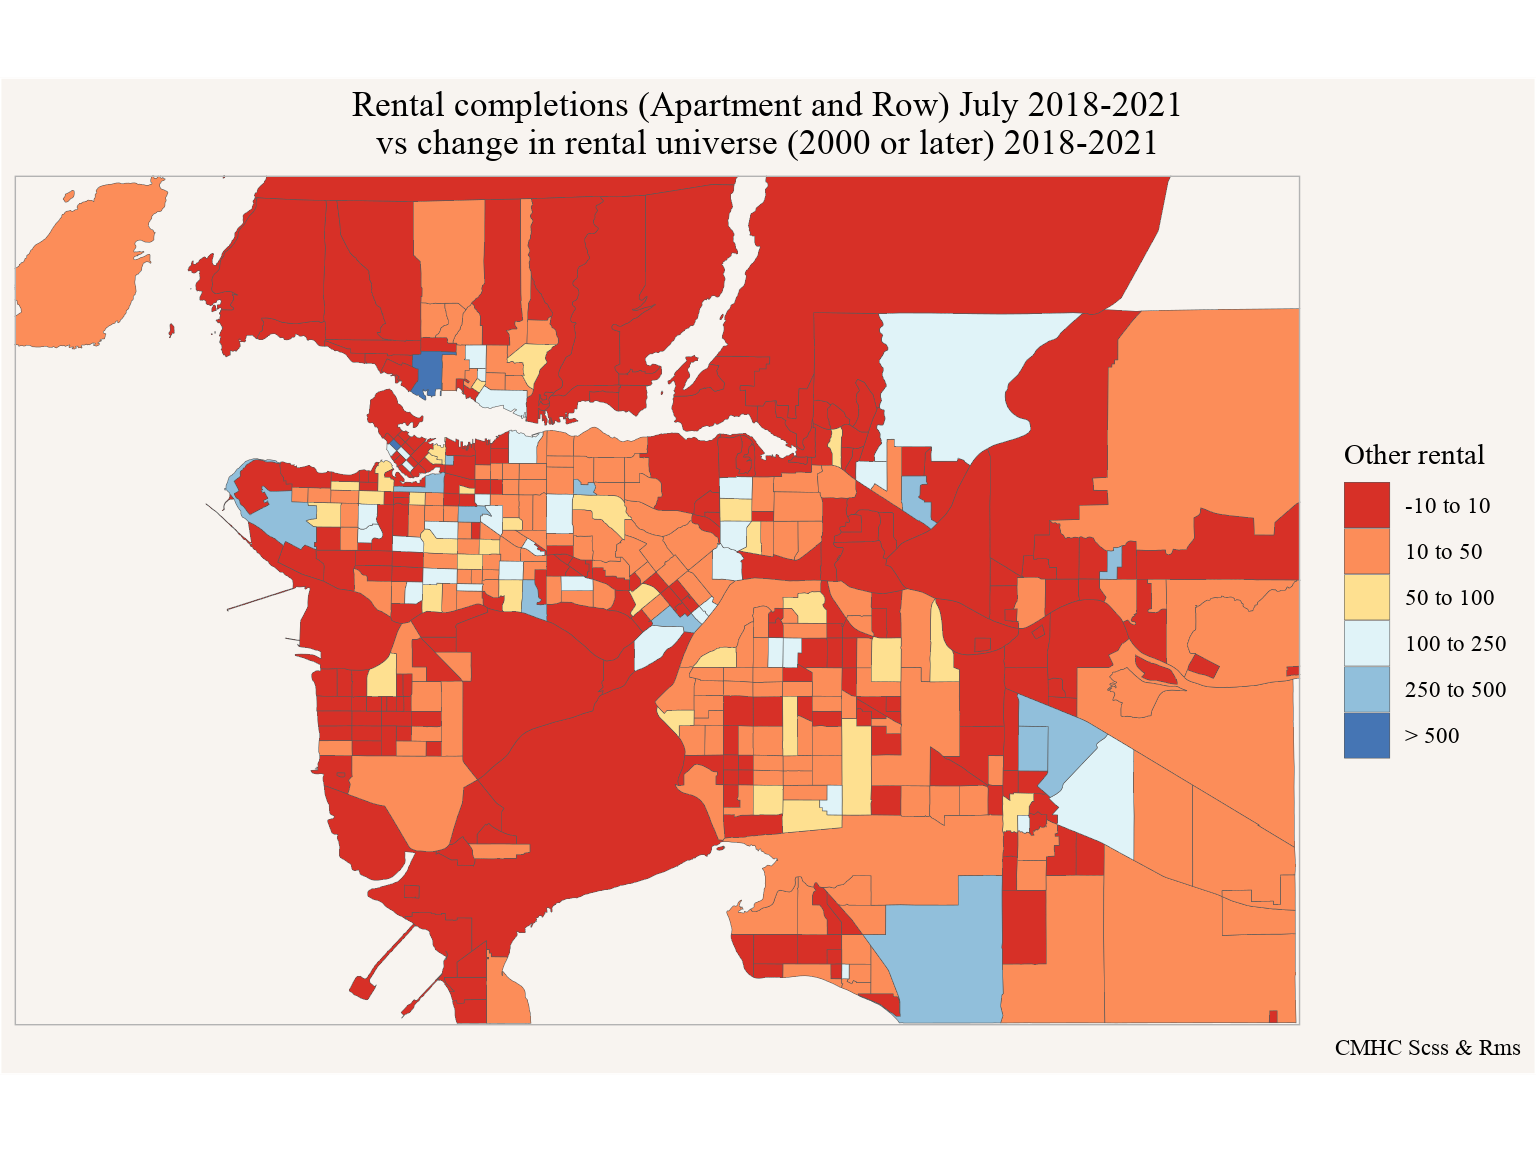 Rental completions (Apartment and Row) July 2018-2021
vs change in rental universe (2000 or later) 2018-2021
Other rental
-10 to 10
10 to 50
50 to 100
100 to 250
250 to 500
> 500
CMHC Scss & Rms